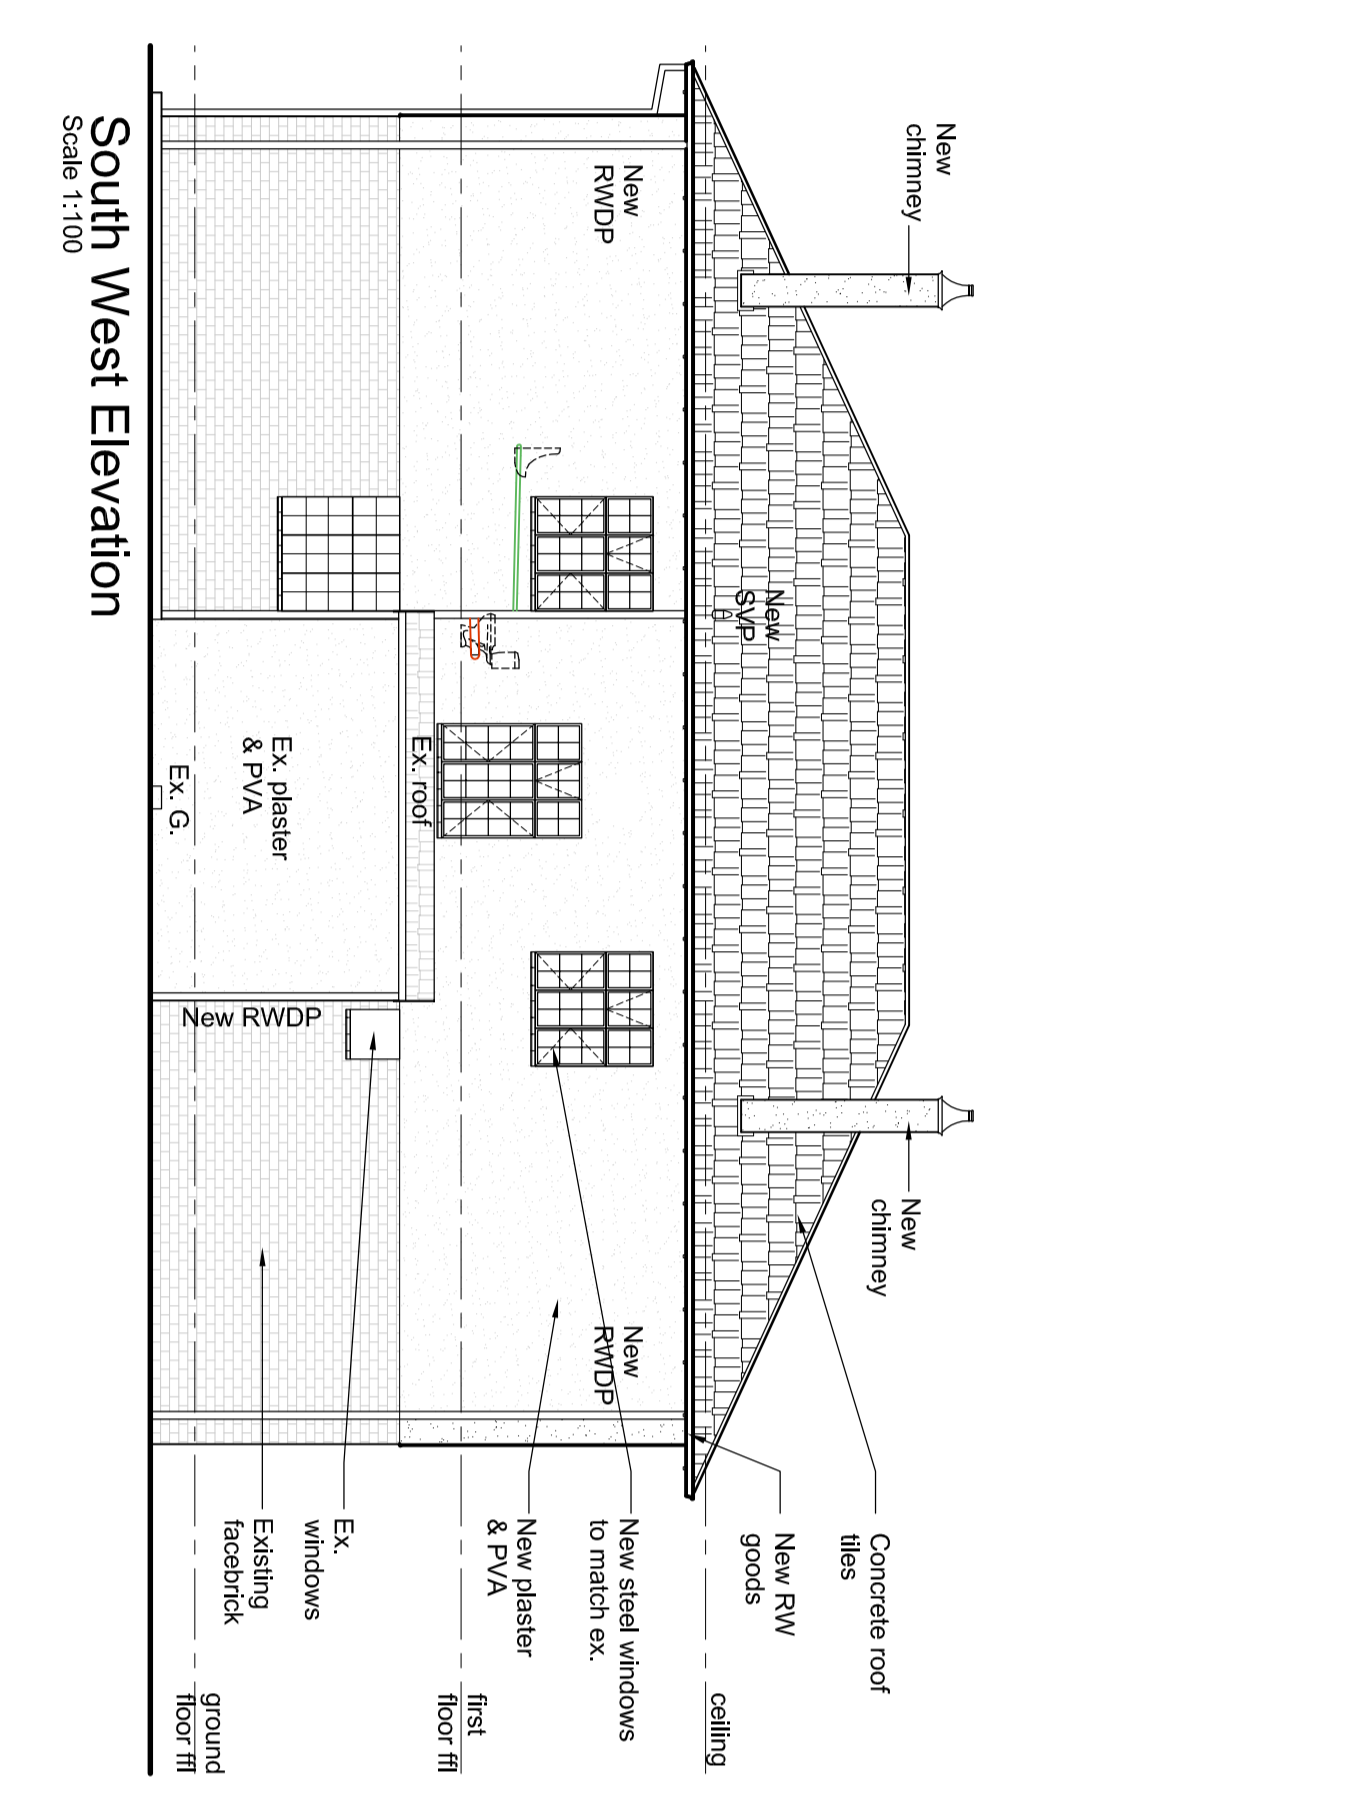 New
chimney
New
chimney
New
SVP
Concrete roof
tiles
New RW
goods
ceiling
New
RWDP
New
RWDP
New steel windows
to match ex.
New plaster
& PVA
first
floor ffl
Ex. roof
Ex.
windows
Ex. plaster
& PVA
New RWDP
Existing
facebrick
Ex. G.
ground
floor ffl
South West Elevation
Scale 1:100